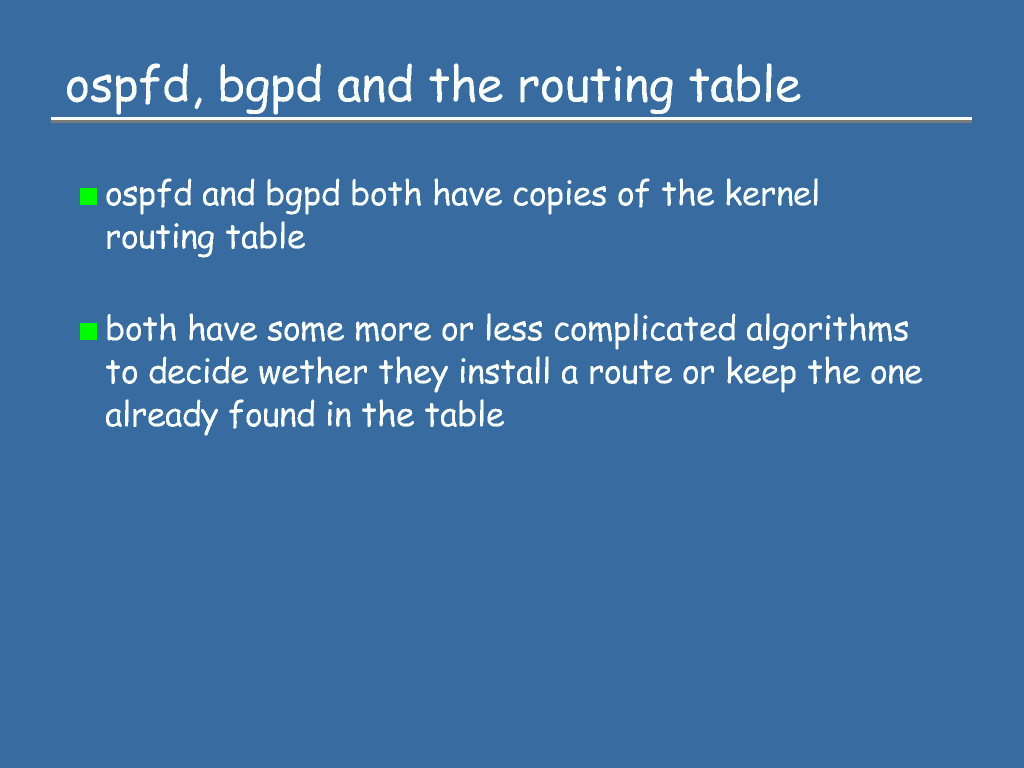 ospfd, bgpd and the routing table
ospfd and bgpd both have copies of the kernel
routing table
both have some more or less complicated algorithms
to decide wether they install a route or keep the one
already found in the table